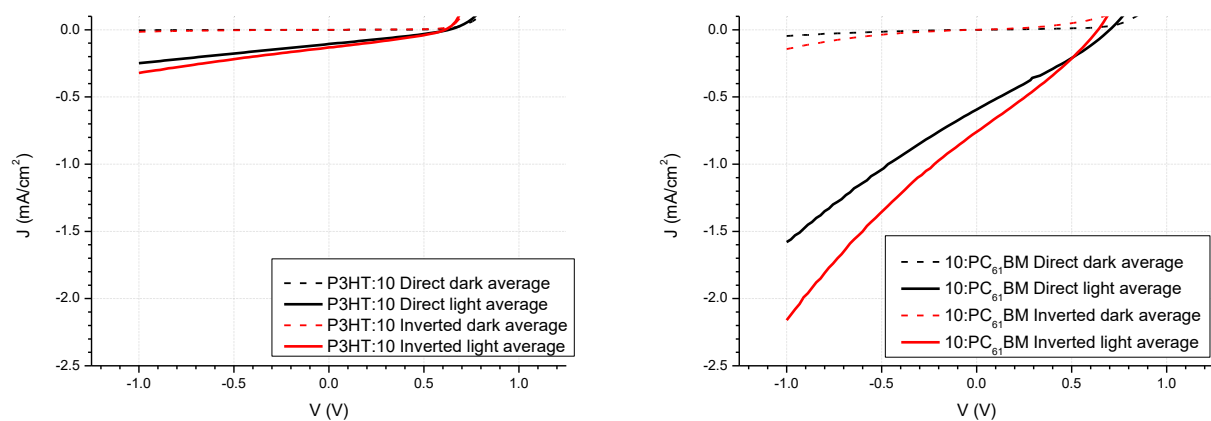 0.0
-0.5
-1.0
-1.5
-2.0
-2.5
J (mA/cm²)
-1.0 -0.5 0.0 0.5 1.0
V (V)
P3HT:10 Direct dark average
P3HT:10 Direct light average
P3HT:10 Inverted dark average
P3HT:10 Inverted light average
0.0
-0.5
-1.0
-1.5
-2.0
-2.5
J (mA/cm²)
-1.0 -0.5 0.0 0.5 1.0
V (V)
10:PC₆₁BM Direct dark average
10:PC₆₁BM Direct light average
10:PC₆₁BM Inverted dark average
10:PC₆₁BM Inverted light average